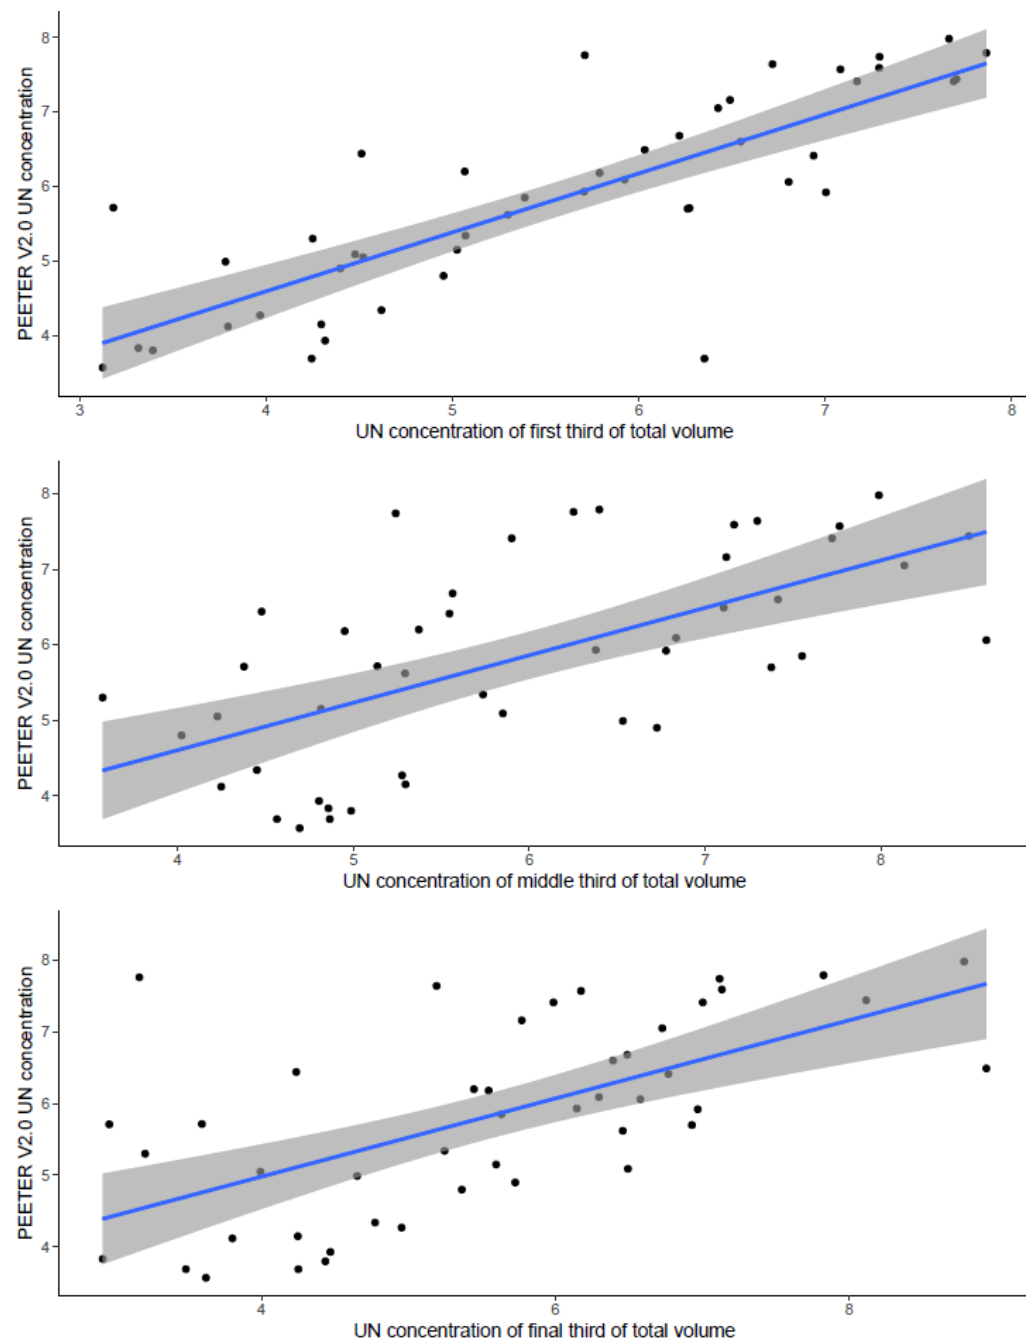 8
7
6
5
4
PEETER V2.0 UN concentration
3 4 5 6 7 8
UN concentration of first third of total volume
8
7
6
5
4
PEETER V2.0 UN concentration
4 5 6 7 8
UN concentration of middle third of total volume
8
7
6
5
4
PEETER V2.0 UN concentration
4 6 8
UN concentration of final third of total volume